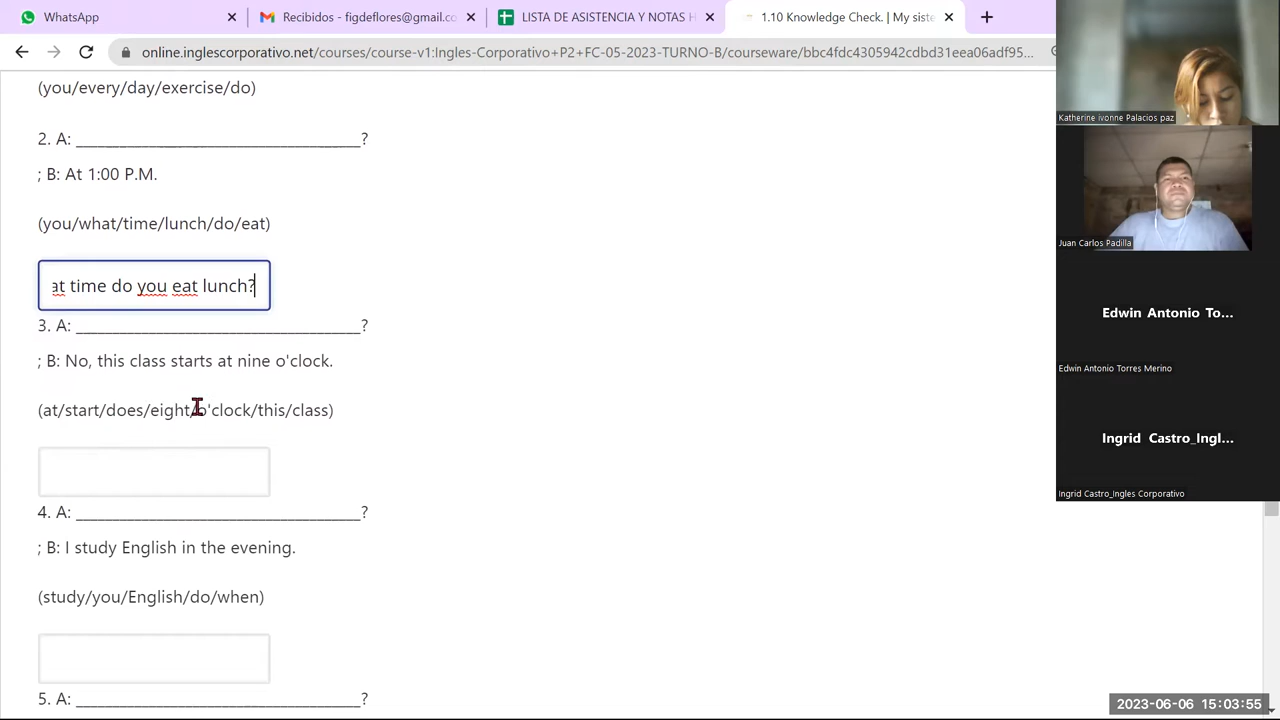 WhatsApp
Recibidos - figdeflores@gmail.co
LISTA DE ASISTENCIA Y NOTAS H
1.10 Knowledge Check. | My siste
online.inglescorporativo.net/courses/course-v1:Ingles-Corporativo+P2+FC-05-2023-TURNO-B/courseware/bbc4fdc4305942cdbd31eea06adf95...
(you/every/day/exercise/do)
2. A: ___________________________________?
; B: At 1:00 P.M.
(you/what/time/lunch/do/eat)
at time do you eat lunch?
3. A: ___________________________________?
; B: No, this class starts at nine o'clock.
(at/start/does/eight/o'clock/this/class)
4. A: ___________________________________?
; B: I study English in the evening.
(study/you/English/do/when)
5. A: ___________________________________?
Katherine ivonne Palacios paz
Juan Carlos Padilla
Edwin Antonio To...
Edwin Antonio Torres Merino
Ingrid Castro_Ingl...
Ingrid Castro_Ingles Corporativo
2023-06-06 15:03:55